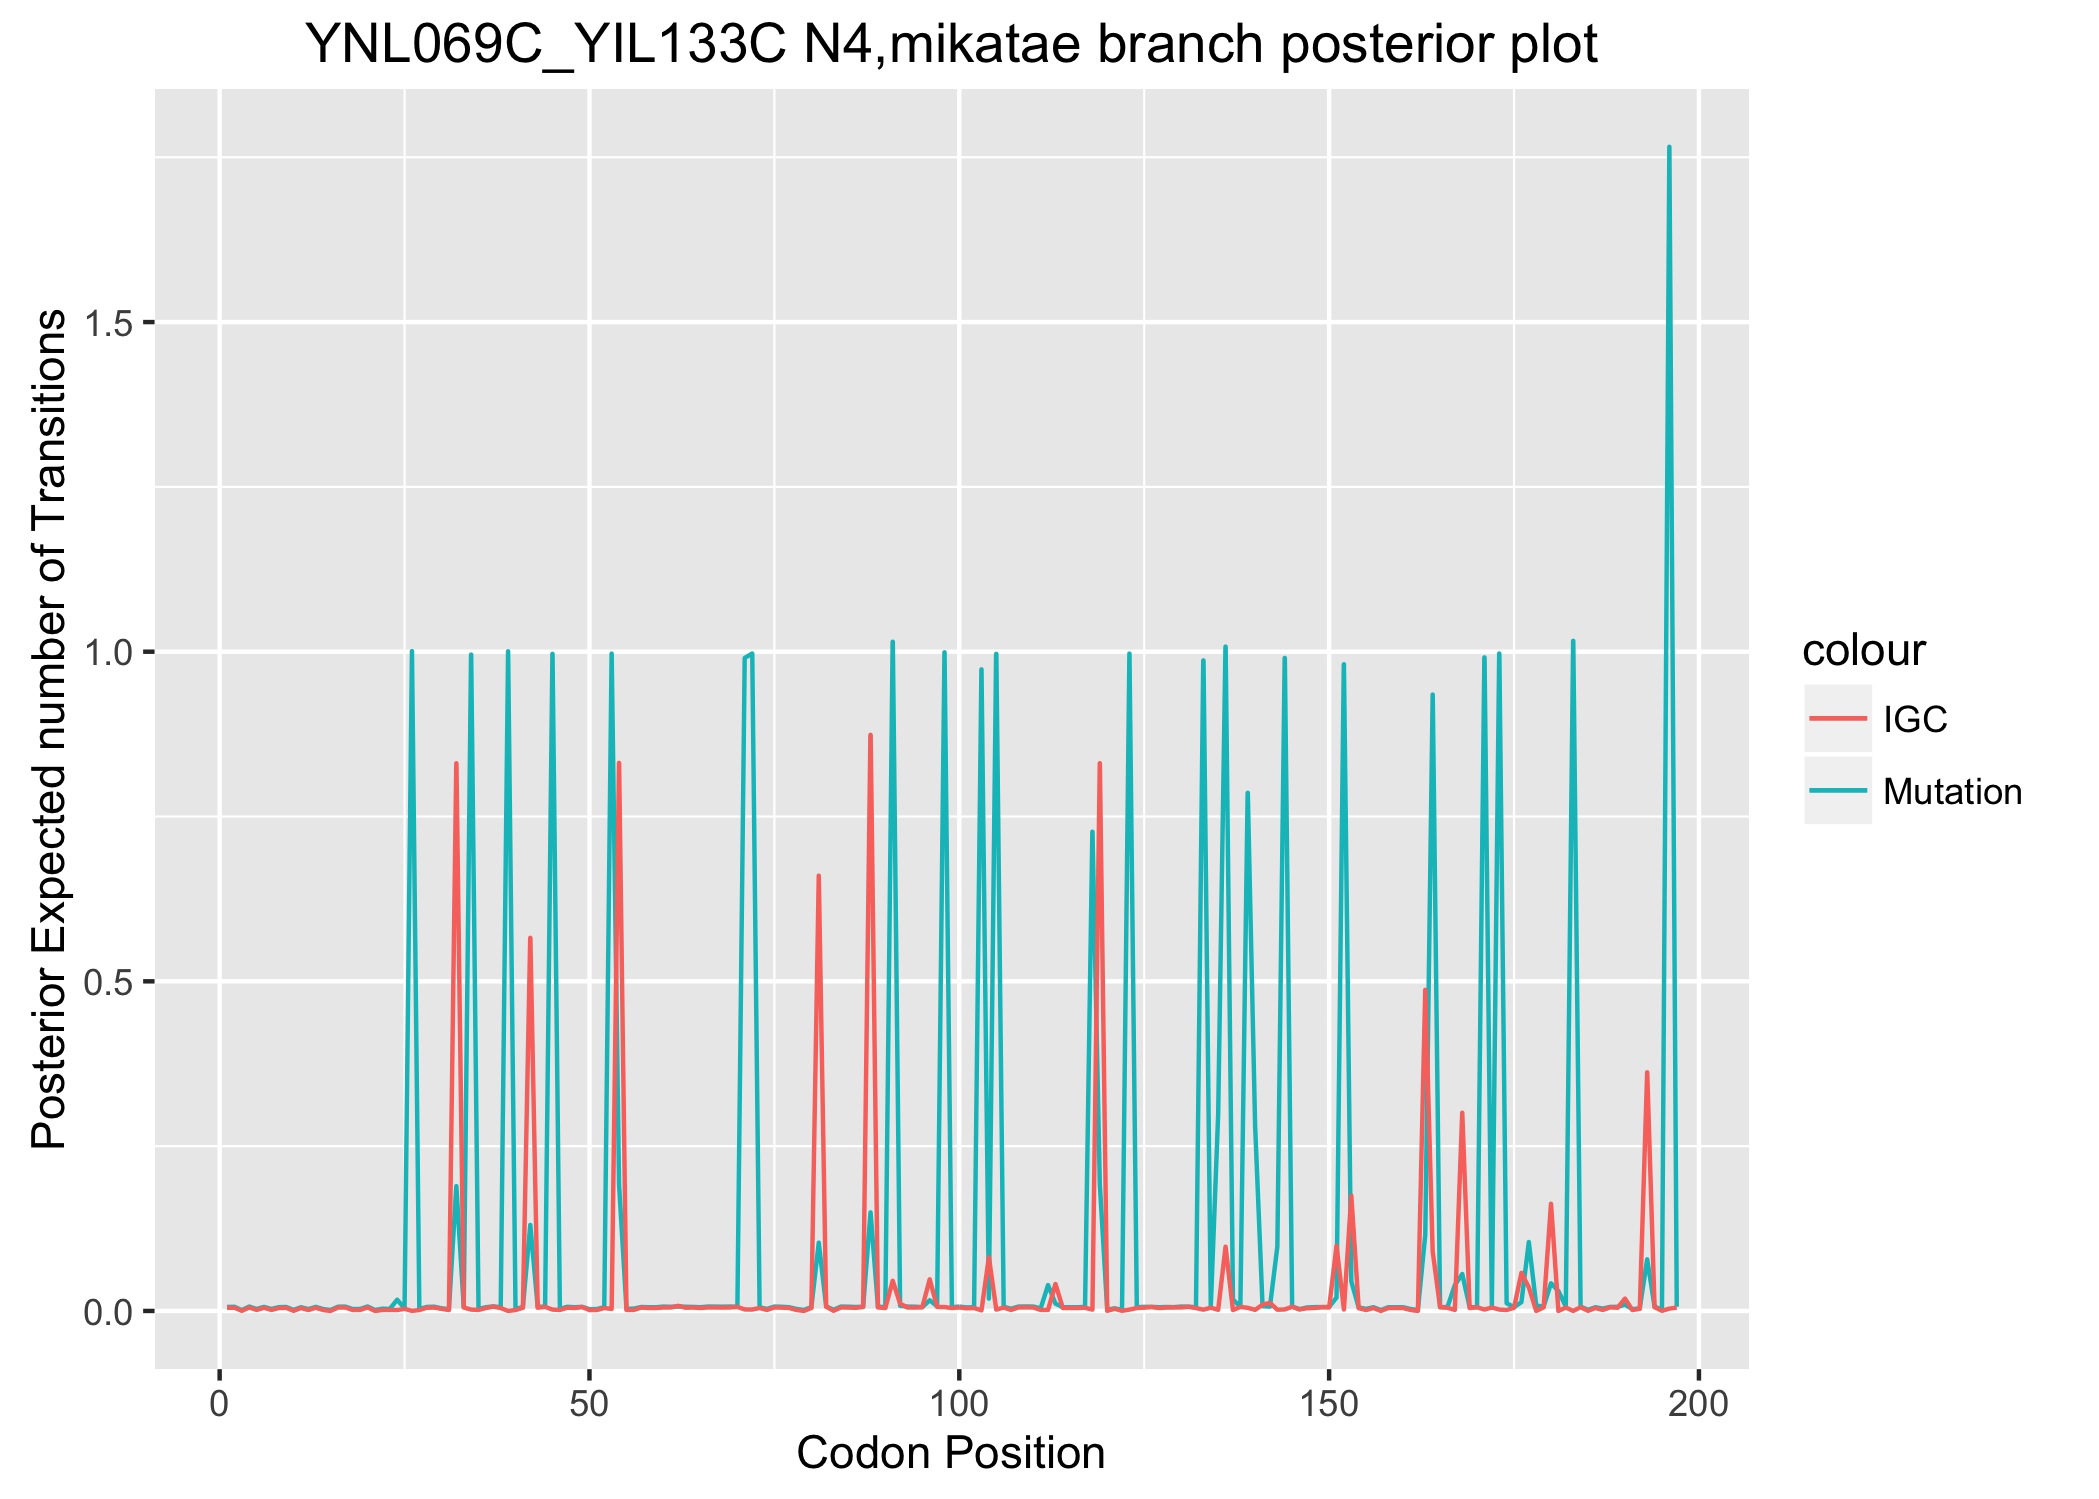 YNL069C_YIL133C N4,mikatae branch posterior plot
Posterior Expected number of Transitions
1.5
1.0
0.5
0.0
0
50
100
150
200
Codon Position
colour
IGC
Mutation